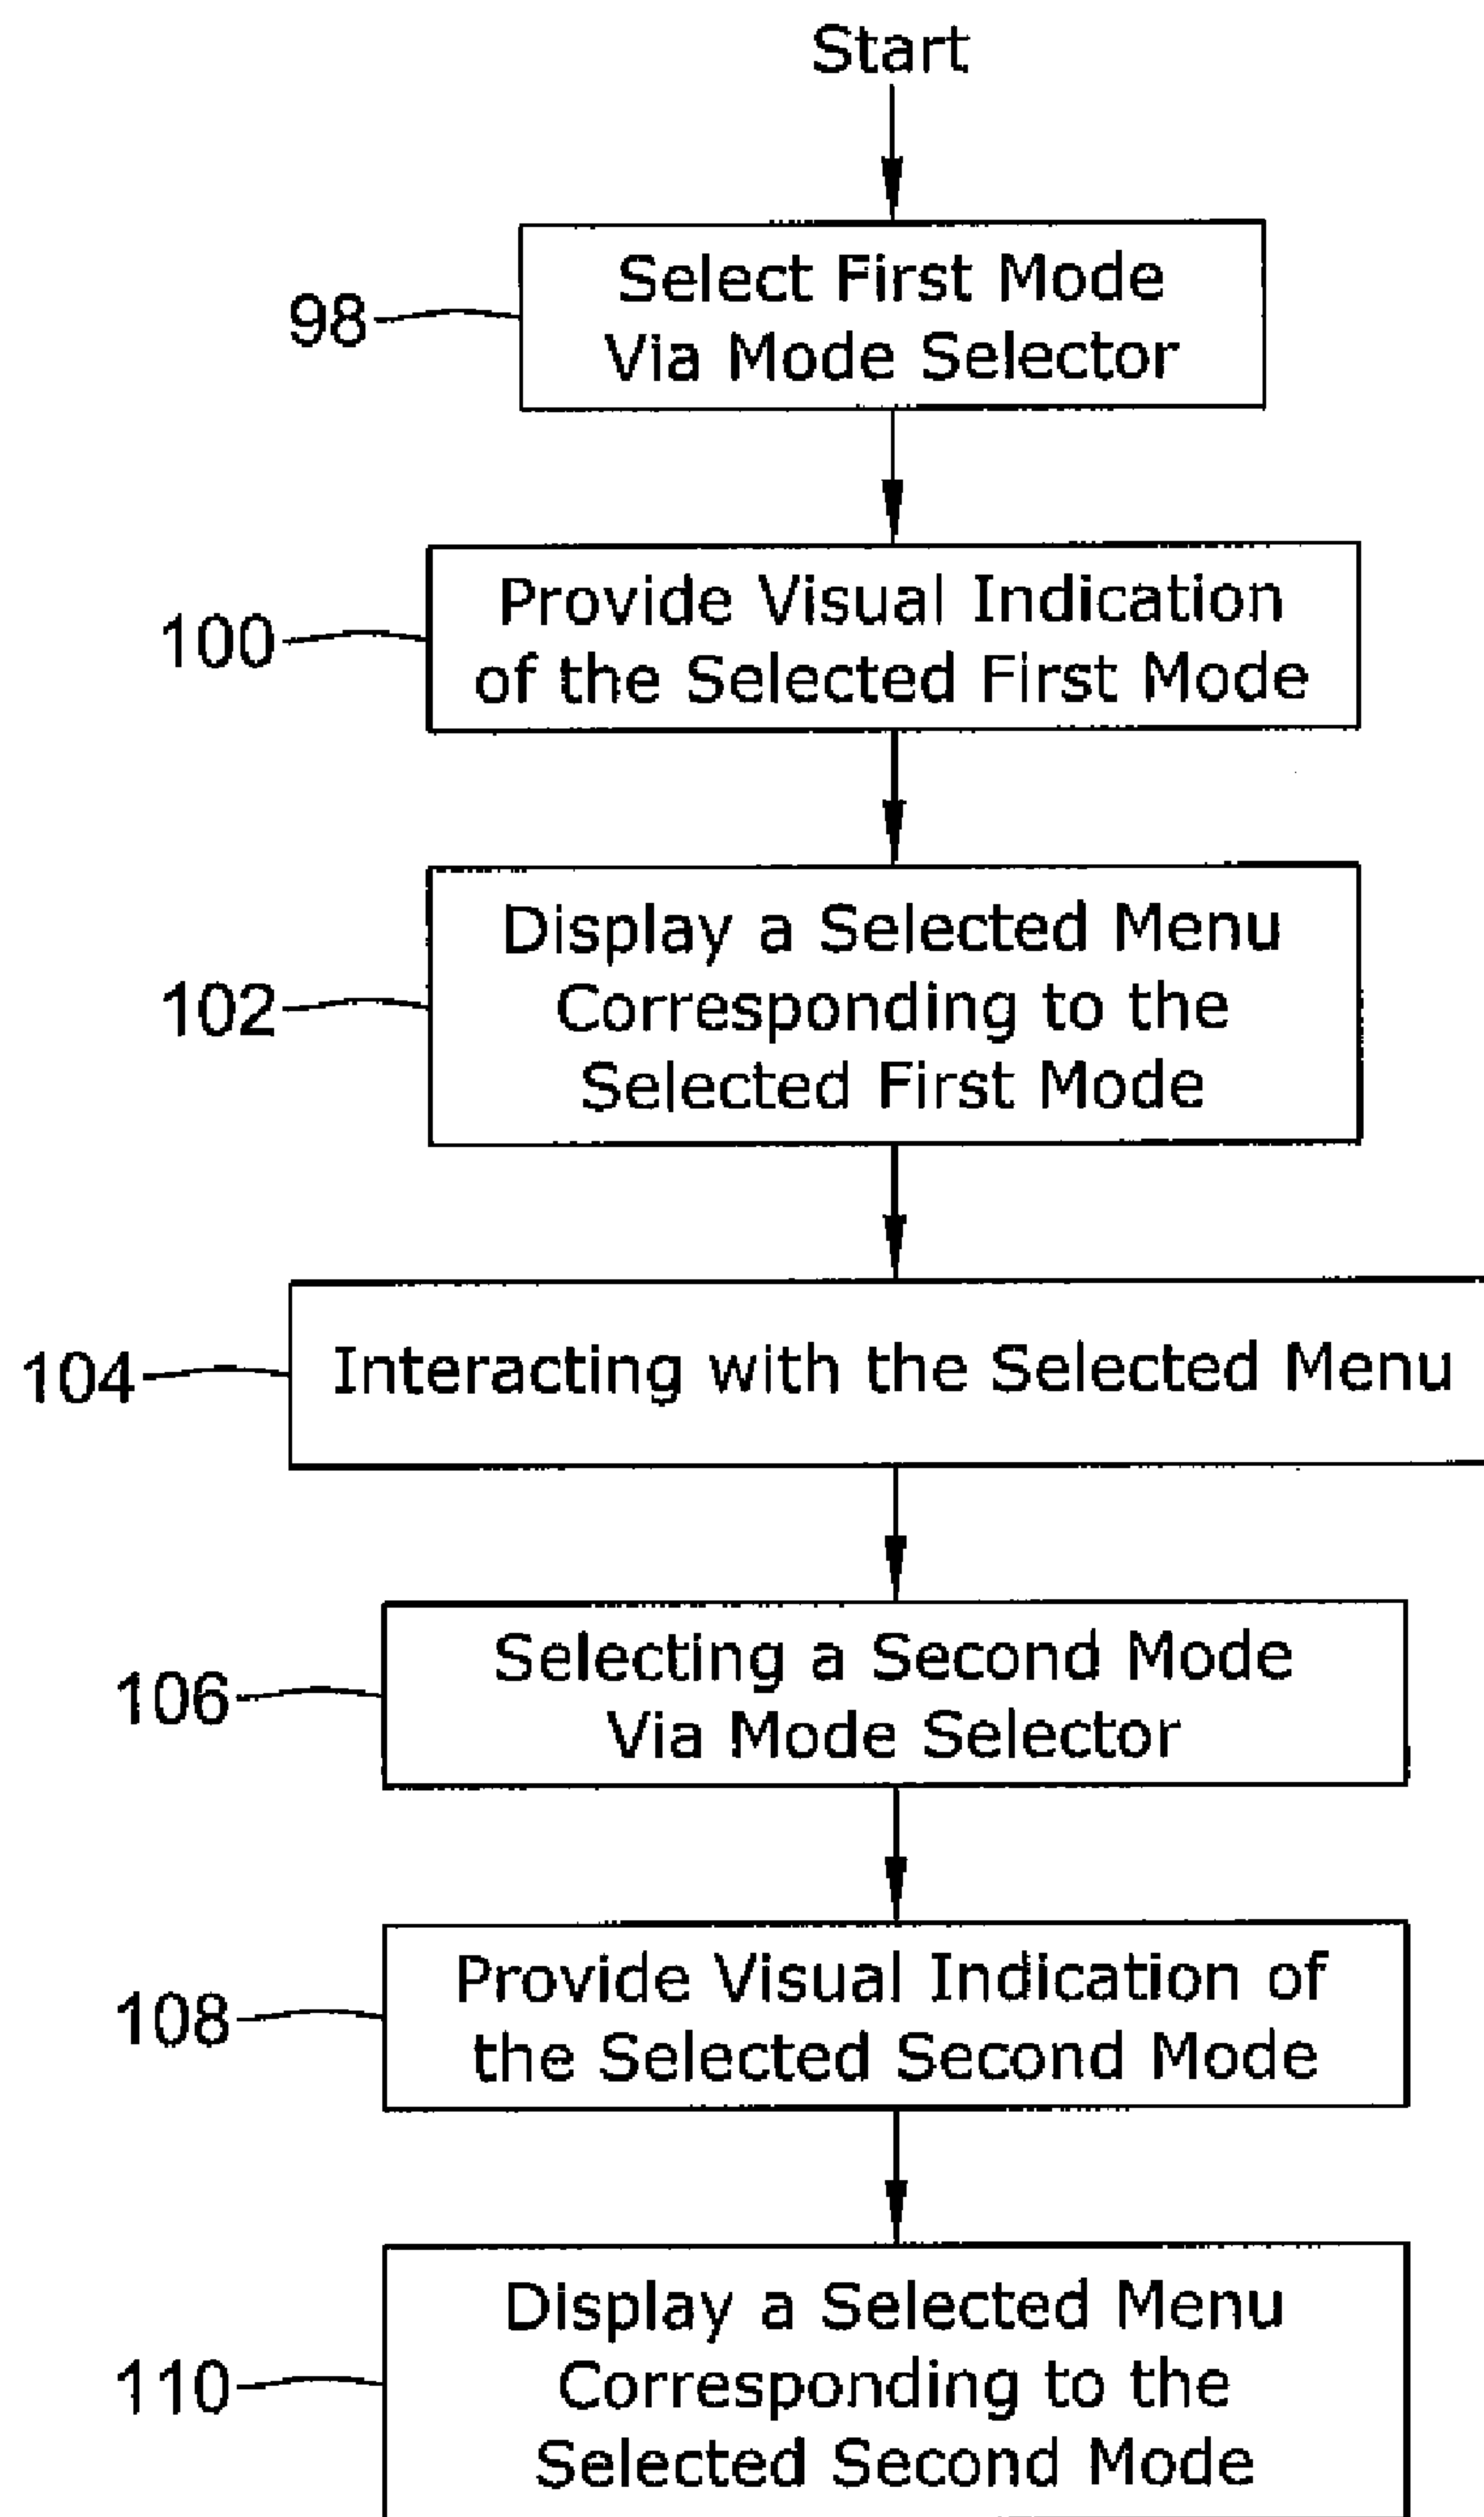 Start
Select First Mode
Via Mode Selector
98
Provide Visual Indication
of the Selected First Mode
100
Display a Selected Menu
Corresponding to the
Selected First Mode
102
Interacting with the Selected Menu
104
Selecting a Second Mode
Via Mode Selector
106
Provide Visual Indication of
the Selected Second Mode
108
Display a Selected Menu
Corresponding to the
Selected Second Mode
110